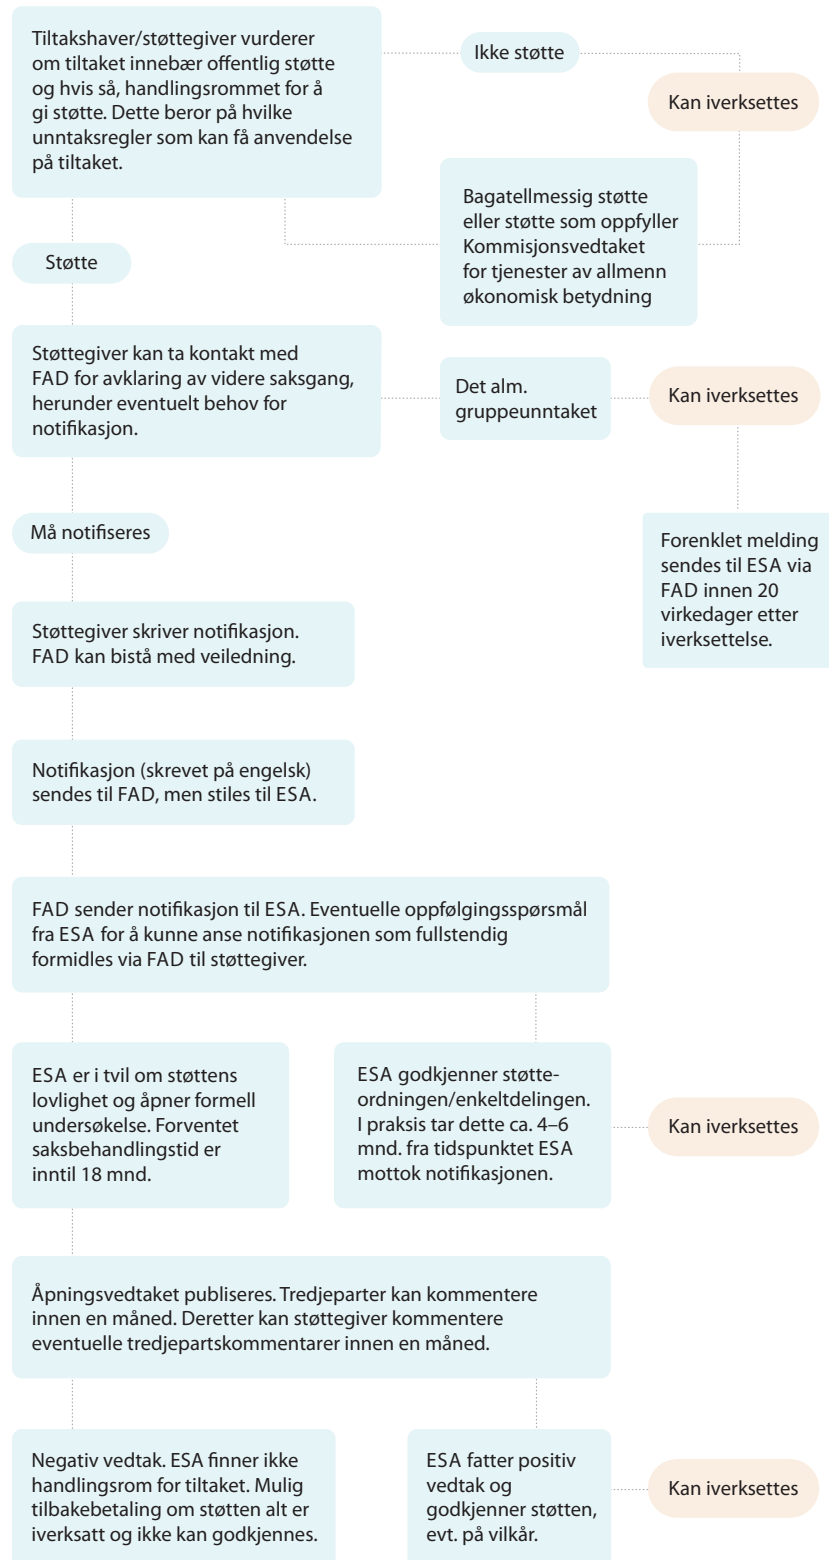 Tiltakshaver/støttegiver vurderer
om tiltaket innebær offentlig støtte
og hvis så, handlingsrommet for å
gi støtte. Dette beror på hvilke
unntaksregler som kan få anvendelse
på tiltaket.
Ikke støtte
Kan iverksettes
Bagatellmessig støtte
eller støtte som oppfyller
Kommisjonsvedtaket
for tjenester av allmenn
økonomisk betydning
Støtte
Støttegiver kan ta kontakt med
FAD for avklaring av videre saksgang,
herunder eventuelt behov for
notifikasjon.
Det alm.
gruppeunntaket
Kan iverksettes
Må notifiseres
Forenklet melding
sendes til ESA via
FAD innen 20
virkedager etter
iverksettelse.
Støttegiver skriver notifikasjon.
FAD kan bistå med veiledning.
Notifikasjon (skrevet på engelsk)
sendes til FAD, men stiles til ESA.
FAD sender notifikasjon til ESA. Eventuelle oppfølgingsspørsmål
fra ESA for å kunne anse notifikasjonen som fullstendig
formidles via FAD til støttegiver.
ESA er i tvil om støttens
lovlighet og åpner formell
undersøkelse. Forventet
saksbehandlingstid er
inntil 18 mnd.
ESA godkjenner støtte-
ordningen/enkeltdelingen.
I praksis tar dette ca. 4–6
mnd. fra tidspunktet ESA
mottok notifikasjonen.
Kan iverksettes
Åpningsvedtaket publiseres. Tredjeparter kan kommentere
innen en måned. Deretter kan støttegiver kommentere
eventuelle tredjepartskommentarer innen en måned.
Negativ vedtak. ESA finner ikke
handlingsrom for tiltaket. Mulig
tilbakebetaling om støtten alt er
iverksatt og ikke kan godkjennes.
ESA fatter positiv
vedtak og
godkjenner støtten,
evt. på vilkår.
Kan iverksettes